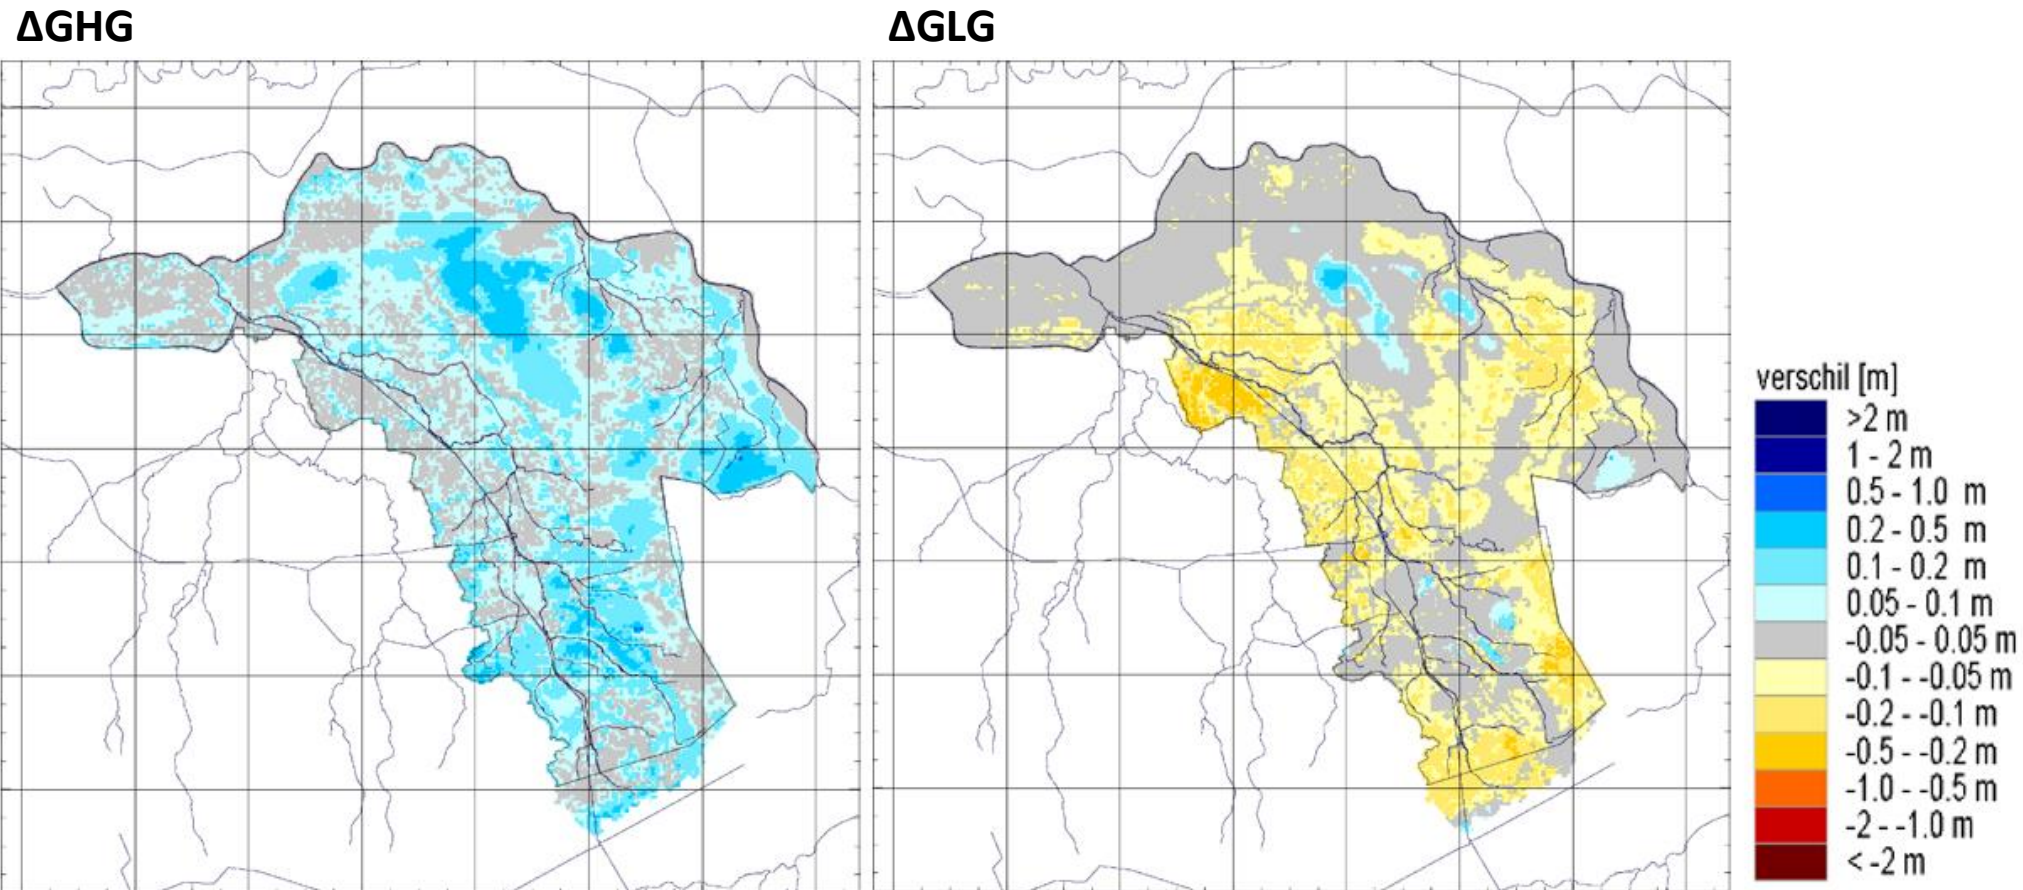 ΔGHG
ΔGLG
verschil [m]
>2 m
1 - 2 m
0.5 - 1.0 m
0.2 - 0.5 m
0.1 - 0.2 m
0.05 - 0.1 m
-0.05 - 0.05 m
-0.1 - -0.05 m
-0.2 - -0.1 m
-0.5 - -0.2 m
-1.0 - -0.5 m
-2 - -1.0 m
< -2 m